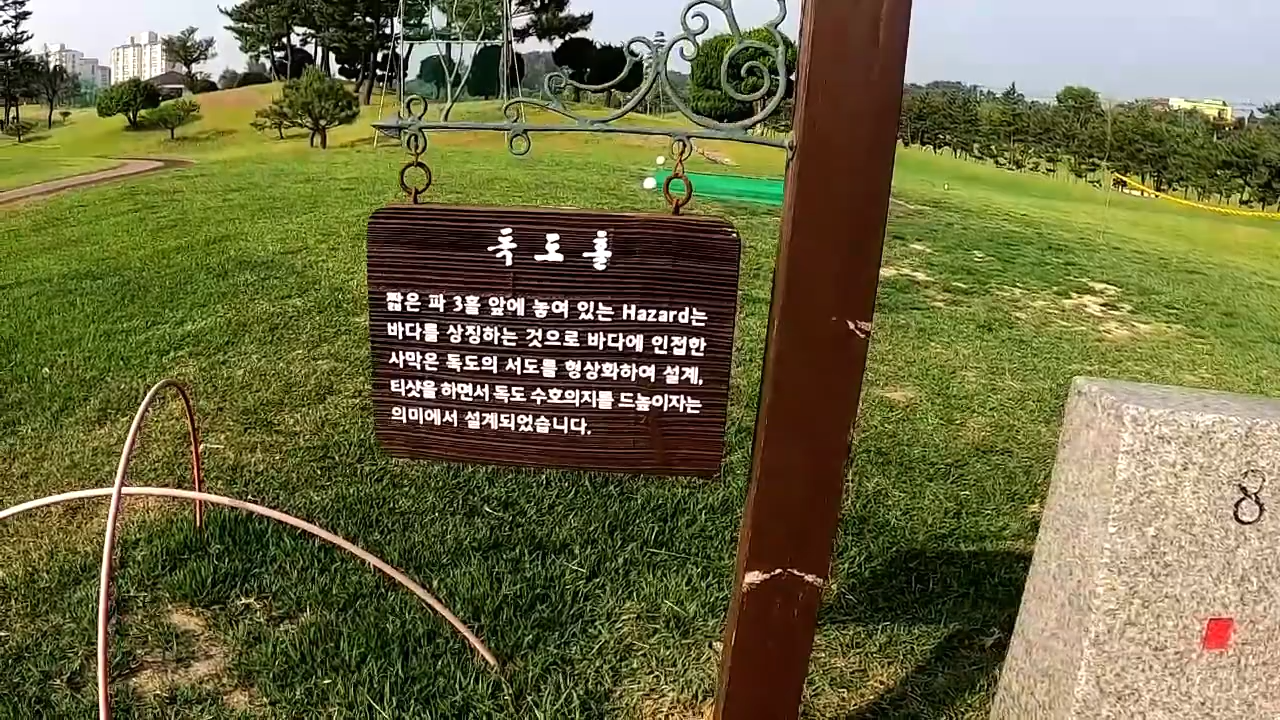 독도홀
짧은 파 3홀 앞에 놓여 있는 Hazard는
바다를 상징하는 것으로 바다에 인접한
사막은 독도의 서도를 형상화하여 설계,
티샷을 하면서 독도 수호의지를 드높이자는
의미에서 설계되었습니다.
8